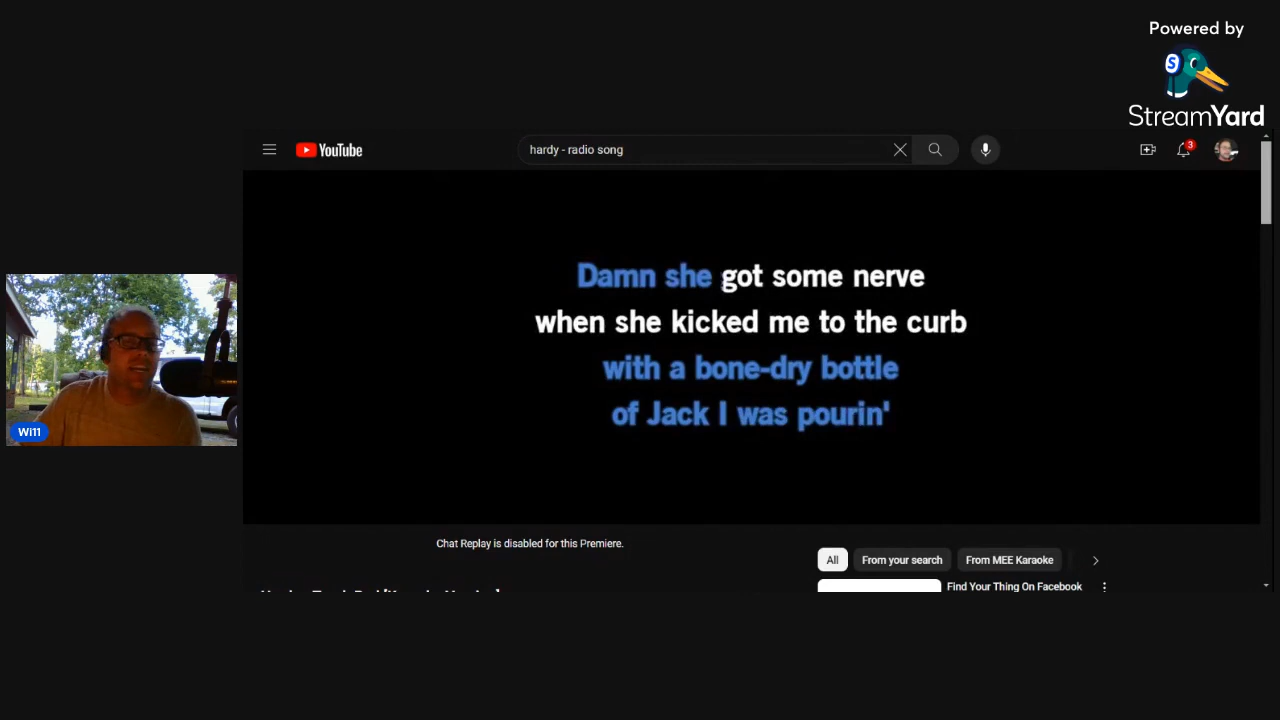 Powered by
StreamYard
YouTube
hardy - radio song
3
Damn she got some nerve
when she kicked me to the curb
with a bone-dry bottle
of Jack I was pourin'
Wi11
Chat Replay is disabled for this Premiere.
All
From your search
From MEE Karaoke
Find Your Thing On Facebook